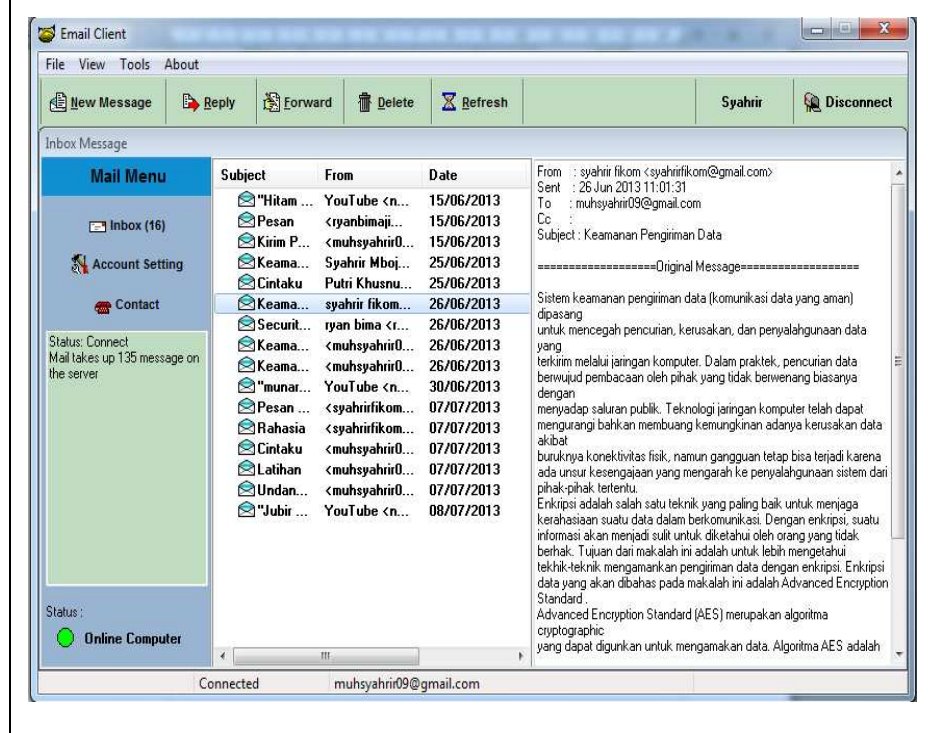 Email Client
File View Tools About
New Message Reply Forward Delete Refresh Syahrir Disconnect
Inbox Message
Mail Menu
Inbox (16)
Account Setting
Contact
Status: Connect
Mail takes up 135 message on
the server
Status :
Online Computer
Subject From Date
"Hitam ... YouTube <n... 15/06/2013
Pesan <ryanbimaji... 15/06/2013
Kirim P... <muhsyahrir0... 15/06/2013
Keama... Syahrir Mboj... 25/06/2013
Cintaku Putri Khusnu... 25/06/2013
Keama... syahrir fikom... 26/06/2013
Securit... ryan bima <r... 26/06/2013
Keama... <muhsyahrir0... 26/06/2013
Keama... <muhsyahrir0... 26/06/2013
"munar... YouTube <n... 30/06/2013
Pesan ... <syahrirfikom... 07/07/2013
Rahasia <syahrirfikom... 07/07/2013
Cintaku <muhsyahrir0... 07/07/2013
Latihan <muhsyahrir0... 07/07/2013
Undan... <muhsyahrir0... 07/07/2013
"Jubir ... YouTube <n... 08/07/2013
From : syahrir fikom <syahrirfikom@gmail.com>
Sent : 26 Jun 2013 11:01:31
To : muhsyahrir09@gmail.com
Cc :
Subject : Keamanan Pengiriman Data
===================Original Message===================
Sistem keamanan pengiriman data (komunikasi data yang aman)
dipasang
untuk mencegah pencurian, kerusakan, dan penyalahgunaan data
yang
terkirim melalui jaringan komputer. Dalam praktek, pencurian data
berwujud pembacaan oleh pihak yang tidak berwenang biasanya
dengan
menyadap saluran publik. Teknologi jaringan komputer telah dapat
mengurangi bahkan membuang kemungkinan adanya kerusakan data
akibat
buruknya konektivitas fisik, namun gangguan tetap bisa terjadi karena
ada unsur kesengajaan yang mengarah ke penyalahgunaan sistem dari
pihak-pihak tertentu.
Enkripsi adalah salah satu teknik yang paling baik untuk menjaga
kerahasiaan suatu data dalam berkomunikasi. Dengan enkripsi, suatu
informasi akan menjadi sulit untuk diketahui oleh orang yang tidak
berhak. Tujuan dari makalah ini adalah untuk lebih mengetahui
tekhik-teknik mengamankan pengiriman data dengan enkripsi. Enkripsi
data yang akan dibahas pada makalah ini adalah Advanced Encryption
Standard .
Advanced Encryption Standard (AES) merupakan algoritma
cryptographic
yang dapat digunkan untuk mengamakan data. Algoritma AES adalah
Connected muhsyahrir09@gmail.com